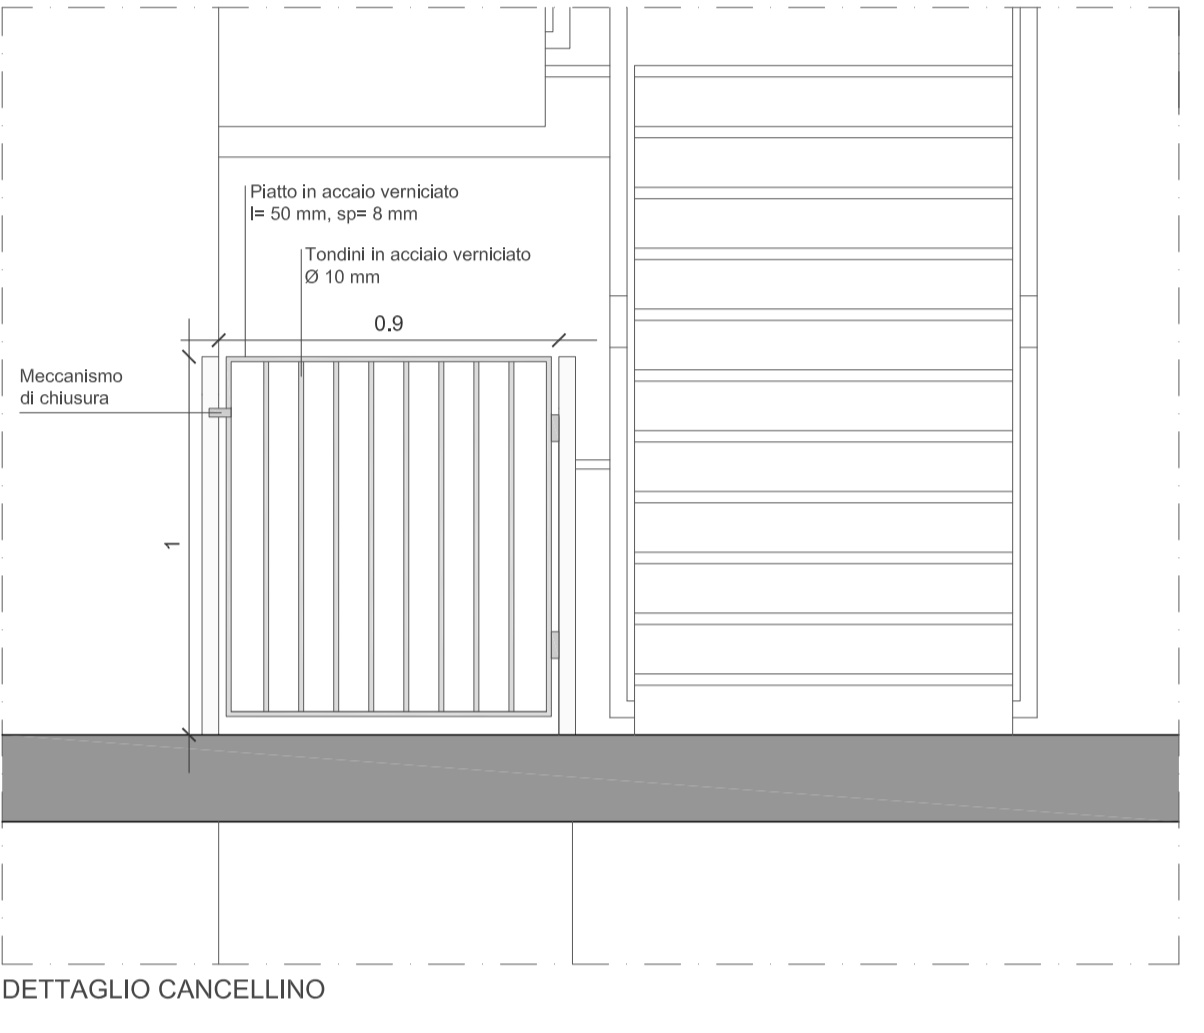 Piatto in accaio verniciato
l= 50 mm, sp= 8 mm
Tondini in acciaio verniciato
Ø 10 mm
0.9
Meccanismo
di chiusura
1
DETTAGLIO CANCELLINO